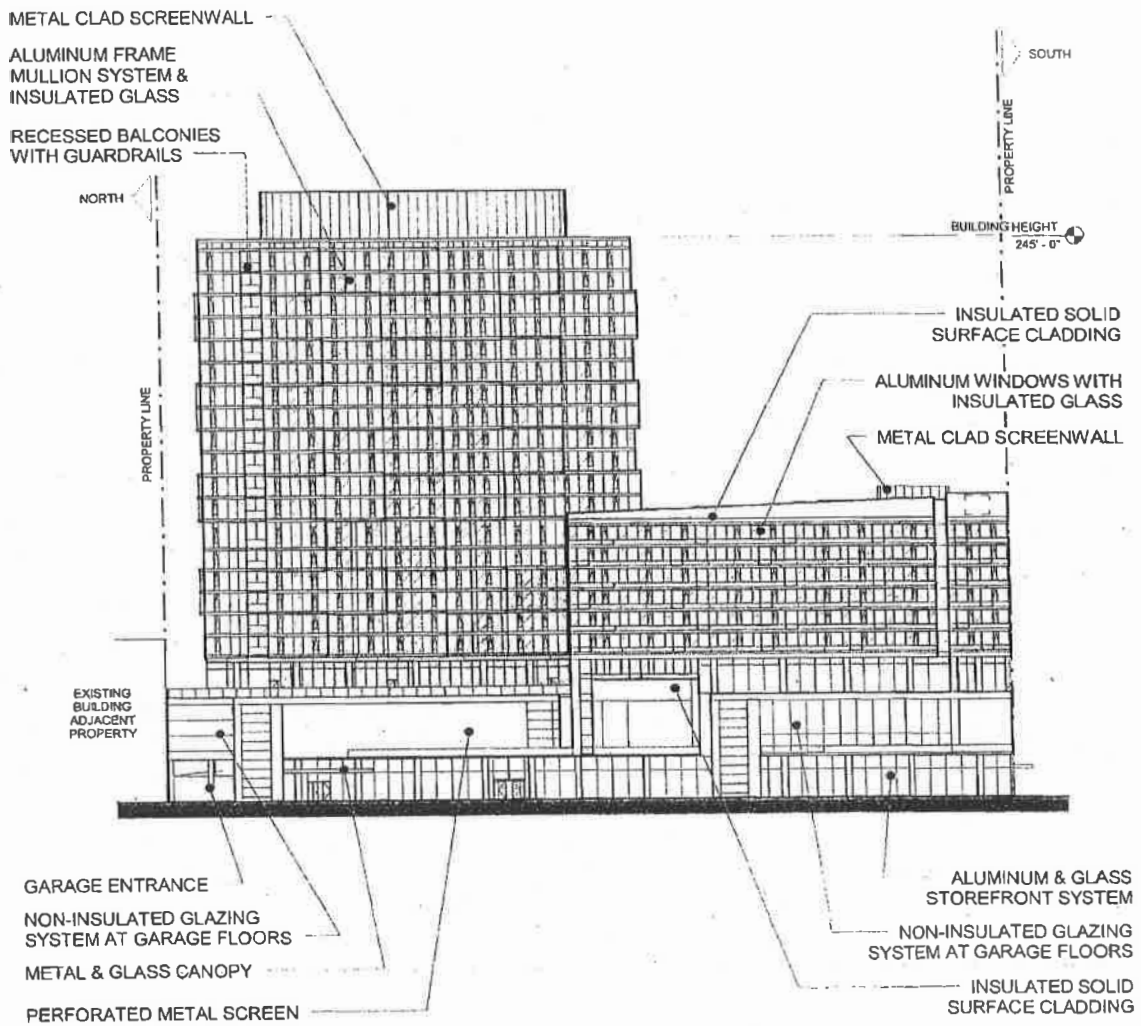 METAL CLAD SCREENWALL
ALUMINUM FRAME
MULLION SYSTEM &
INSULATED GLASS
RECESSED BALCONIES
WITH GUARDRAILS
NORTH
SOUTH
PROPERTY LINE
BUILDING HEIGHT
245' - 0"
INSULATED SOLID
SURFACE CLADDING
ALUMINUM WINDOWS WITH
INSULATED GLASS
METAL CLAD SCREENWALL
PROPERTY LINE
EXISTING
BUILDING
ADJACENT
PROPERTY
GARAGE ENTRANCE
NON-INSULATED GLAZING
SYSTEM AT GARAGE FLOORS
METAL & GLASS CANOPY
PERFORATED METAL SCREEN
ALUMINUM & GLASS
STOREFRONT SYSTEM
NON-INSULATED GLAZING
SYSTEM AT GARAGE FLOORS
INSULATED SOLID
SURFACE CLADDING